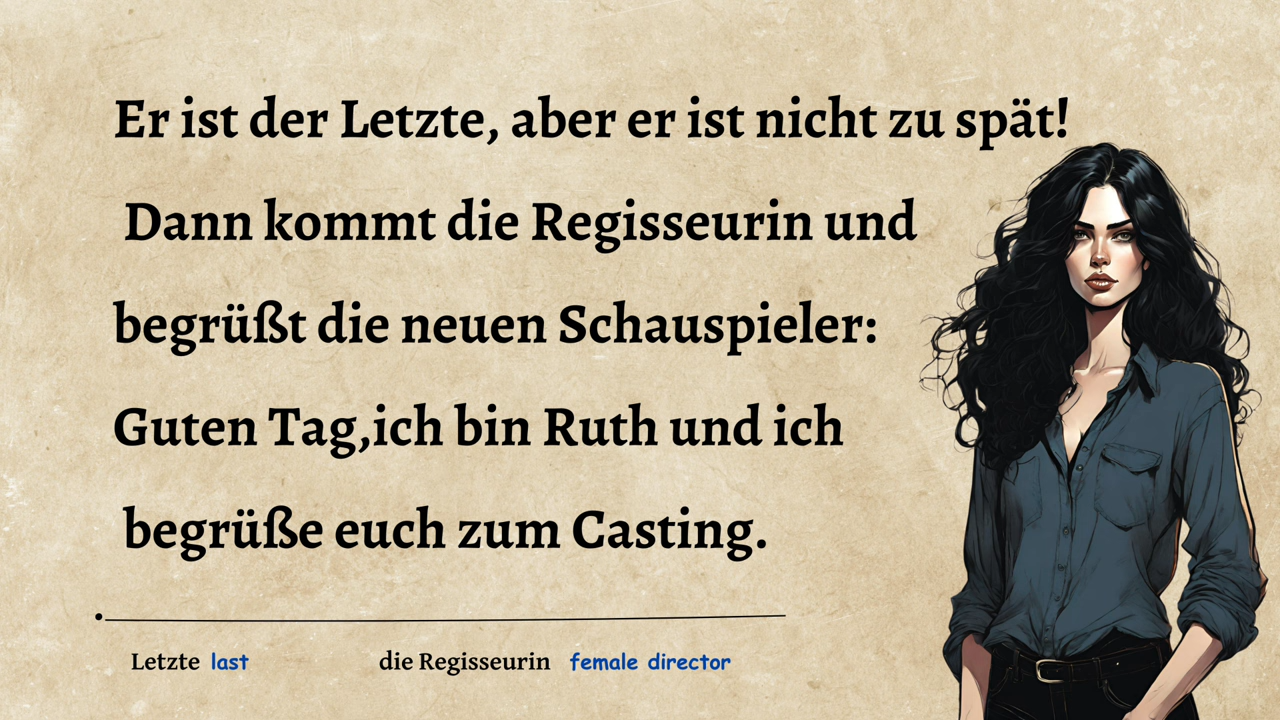 Er ist der Letzte, aber er ist nicht zu spät!
Dann kommt die Regisseurin und
begrüßt die neuen Schauspieler:
Guten Tag,ich bin Ruth und ich
begrüße euch zum Casting.
Letzte last die Regisseurin female director